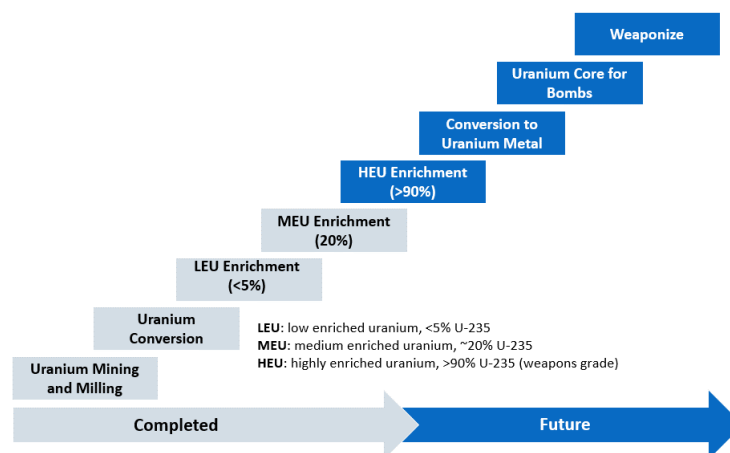 Weaponize
Uranium Core for
Bombs
Conversion to
Uranium Metal
HEU Enrichment
(>90%)
MEU Enrichment
(20%)
LEU Enrichment
(<5%)
Uranium
Conversion
Uranium Mining
and Milling
LEU: low enriched uranium, <5% U-235
MEU: medium enriched uranium, ~20% U-235
HEU: highly enriched uranium, >90% U-235 (weapons grade)
Completed
Future